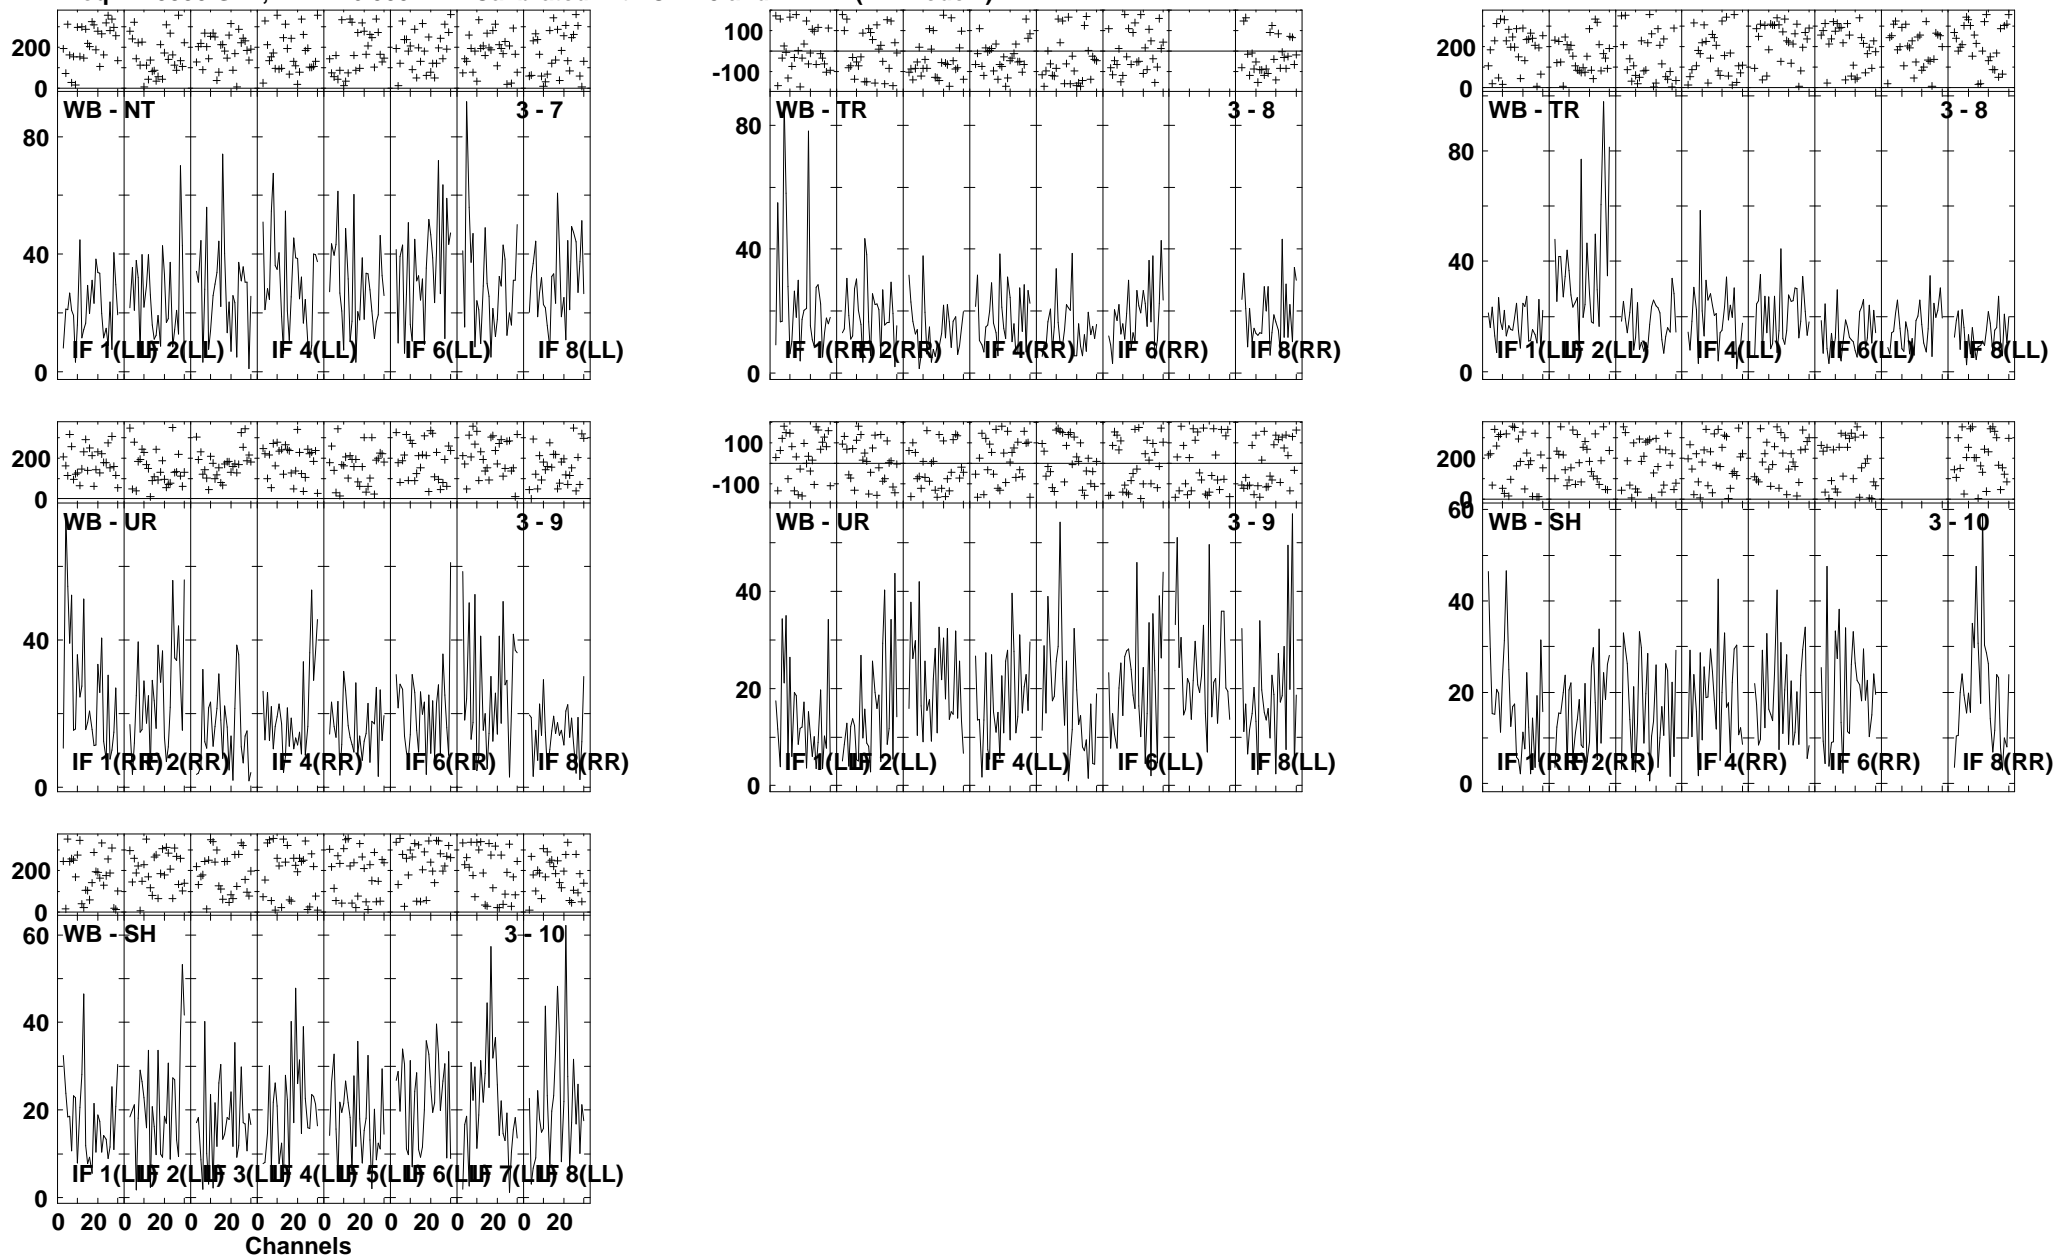 200
0
WB - NT
3 - 7
80
40
0
IF 1(LL)
IF 2(LL)
IF 4(LL)
IF 6(LL)
IF 8(LL)
100
-100
WB - TR
3 - 8
80
40
0
IF 1(RR)
IF 2(RR)
IF 4(RR)
IF 6(RR)
IF 8(RR)
200
0
WB - TR
3 - 8
80
40
0
IF 1(LL)
IF 2(LL)
IF 4(LL)
IF 6(LL)
IF 8(LL)
200
0
WB - UR
3 - 9
40
0
IF 1(RR)
IF 2(RR)
IF 4(RR)
IF 6(RR)
IF 8(RR)
100
-100
WB - UR
3 - 9
40
20
0
IF 1(LL)
IF 2(LL)
IF 4(LL)
IF 6(LL)
IF 8(LL)
200
0
WB - SH
3 - 10
60
40
20
0
IF 1(RR)
IF 2(RR)
IF 4(RR)
IF 6(RR)
IF 8(RR)
200
0
WB - SH
3 - 10
60
40
20
0
IF 1(LL)
IF 2(LL)
IF 3(LL)
IF 4(LL)
IF 5(LL)
IF 6(LL)
IF 7(LL)
IF 8(LL)
0 20 0 20 0 20 0 20 0 20 0 20 0 20 0 20
Channels